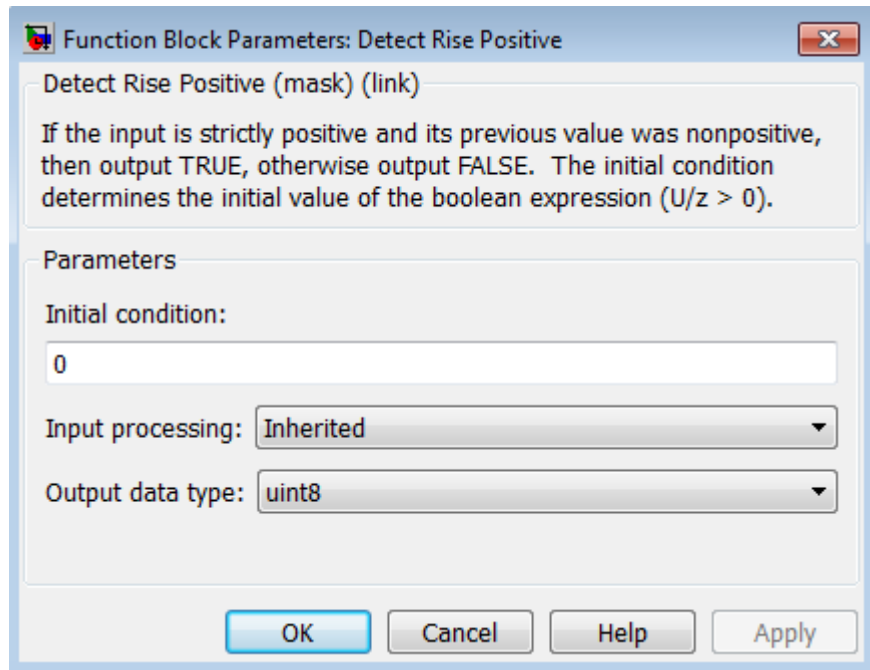 Function Block Parameters: Detect Rise Positive
Detect Rise Positive (mask) (link)
If the input is strictly positive and its previous value was nonpositive,
then output TRUE, otherwise output FALSE.  The initial condition
determines the initial value of the boolean expression (U/z > 0).
Parameters
Initial condition:
0
Input processing: Inherited
Output data type: uint8
OK Cancel Help Apply